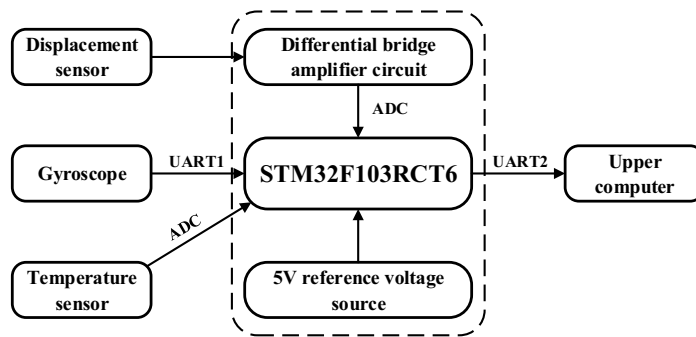 Displacement
sensor
Differential bridge
amplifier circuit
ADC
Gyroscope
UART1
STM32F103RCT6
UART2
Upper
computer
ADC
Temperature
sensor
5V reference voltage
source